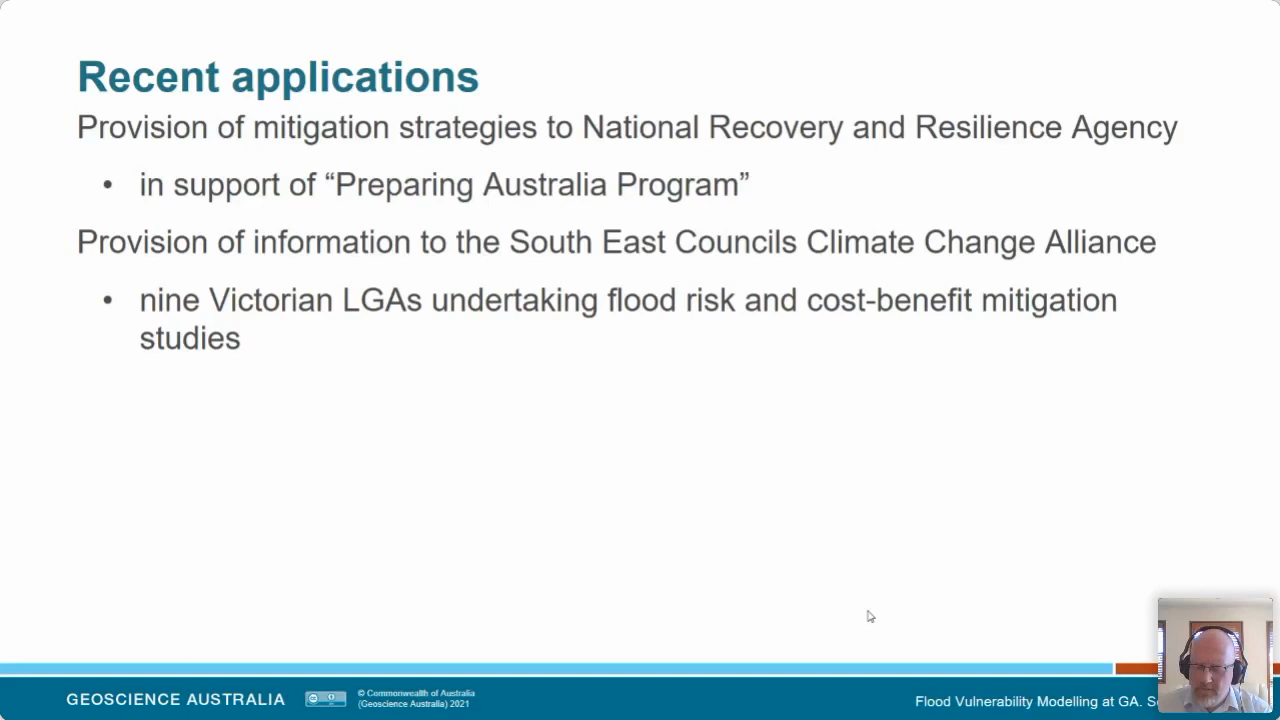 Recent applications
Provision of mitigation strategies to National Recovery and Resilience Agency
• in support of “Preparing Australia Program”
Provision of information to the South East Councils Climate Change Alliance
• nine Victorian LGAs undertaking flood risk and cost-benefit mitigation
studies
GEOSCIENCE AUSTRALIA
© Commonwealth of Australia
(Geoscience Australia) 2021
Flood Vulnerability Modelling at GA.